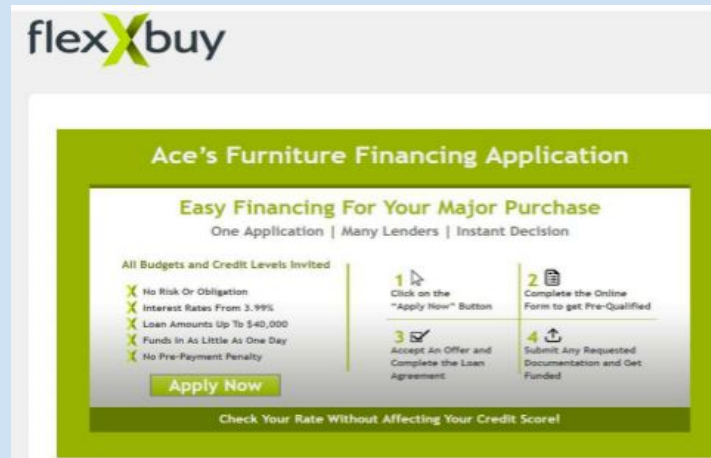 flexXbuy
Ace's Furniture Financing Application
Easy Financing For Your Major Purchase
One Application | Many Lenders | Instant Decision
All Budgets and Credit Levels Invited
No Risk Or Obligation
Interest Rates From 3.99%
Loan Amounts Up To $40,000
Funds In As Little As One Day
No Pre-Payment Penalty
Apply Now
1
Click on the
"Apply Now" Button
2
Complete the Online
Form to get Pre-Qualified
3
Accept An Offer and
Complete the Loan
Agreement
4
Submit Any Requested
Documentation and Get
Funded
Check Your Rate Without Affecting Your Credit Score!